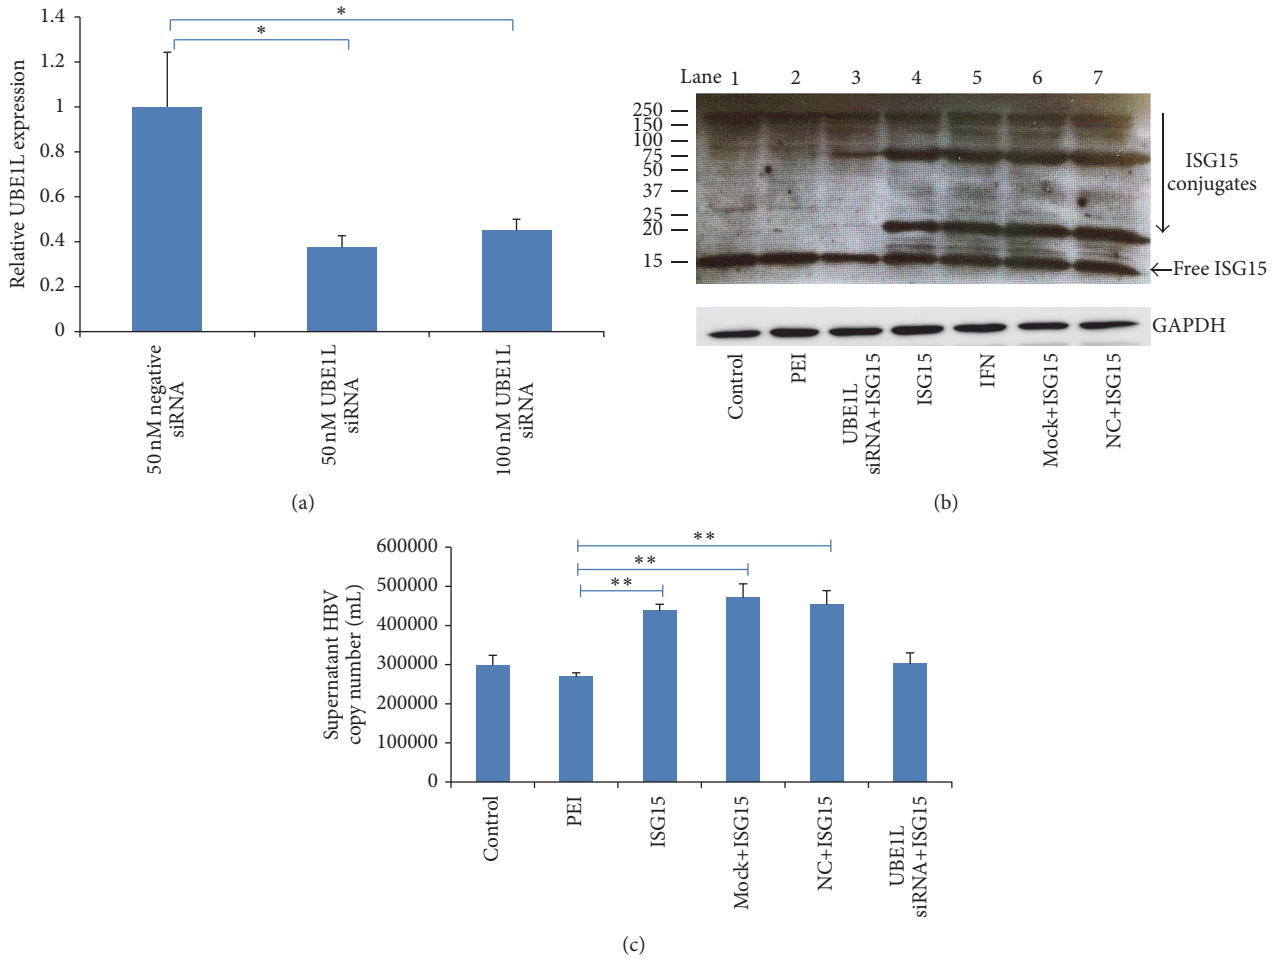 1.4
1.2
1
0.8
0.6
0.4
0.2
0
Relative UBE1L expression
*
*
50 nM negative
siRNA
50 nM UBE1L
siRNA
100 nM UBE1L
siRNA
(a)
Lane 1 2 3 4 5 6 7
250
150
100
75
50
37
25
20
15
ISG15
conjugates
Free ISG15
GAPDH
Control
PEI
UBE1L
siRNA+ISG15
ISG15
IFN
Mock+ISG15
NC+ISG15
(b)
600000
500000
400000
300000
200000
100000
0
Supernatant HBV
copy number (mL)
**
**
**
Control
PEI
ISG15
Mock+ISG15
NC+ISG15
UBE1L
siRNA+ISG15
(c)